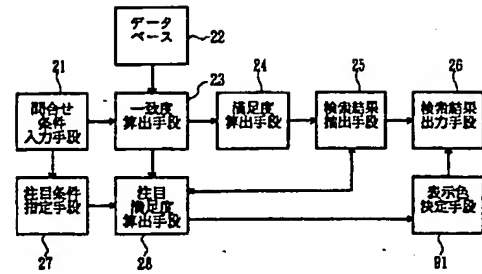 データ
ベース
22
21
23
24
25
26
問合せ
条件
入力手段
一致度
算出手段
満足度
算出手段
検索結果
抽出手段
検索結果
出力手段
注目条件
指定手段
注目
満足度
算出手段
表示色
決定手段
27
28
91